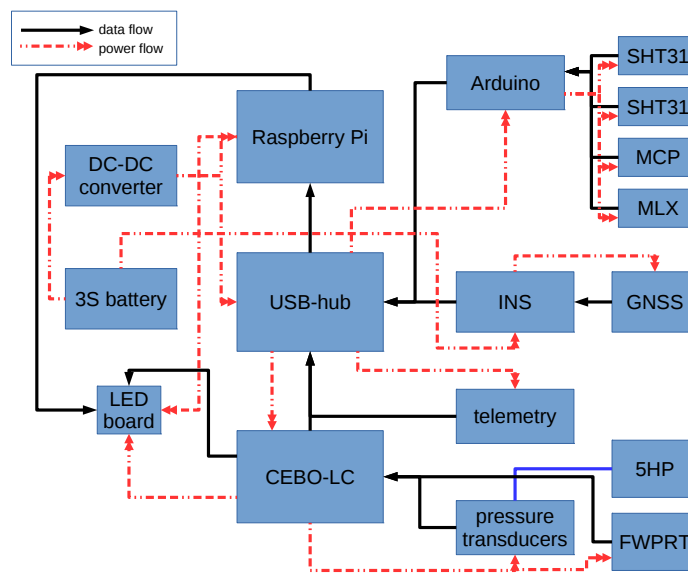 data flow
power flow
SHT31
Arduino
SHT31
Raspberry Pi
MCP
DC-DC
converter
MLX
3S battery
USB-hub
INS
GNSS
LED
board
telemetry
CEBO-LC
5HP
pressure
transducers
FWPRT